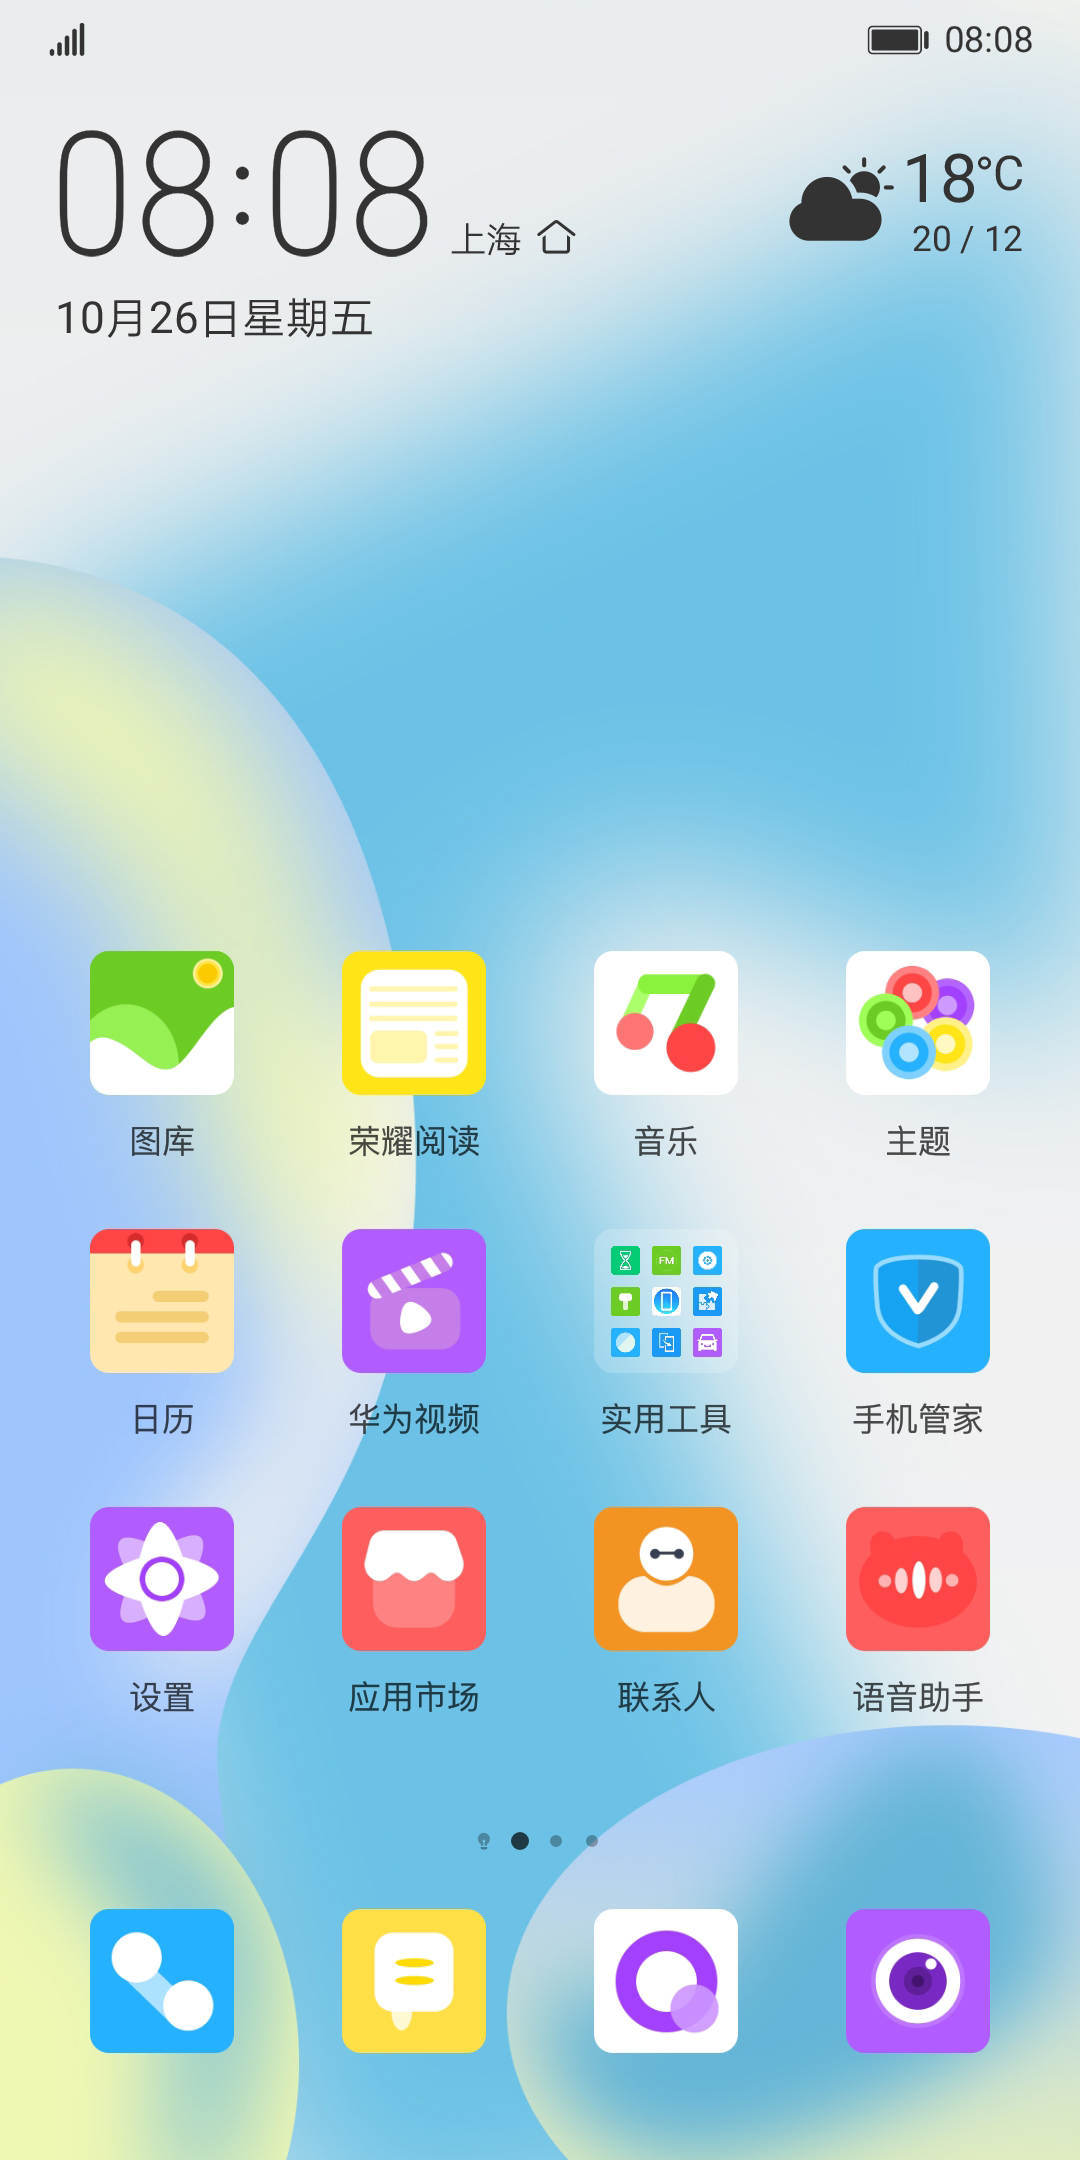 08:08
08:08 上海 18°C
20 / 12
10月26日星期五
图库 荣耀阅读 音乐 主题
FM
日历 华为视频 实用工具 手机管家
设置 应用市场 联系人 语音助手